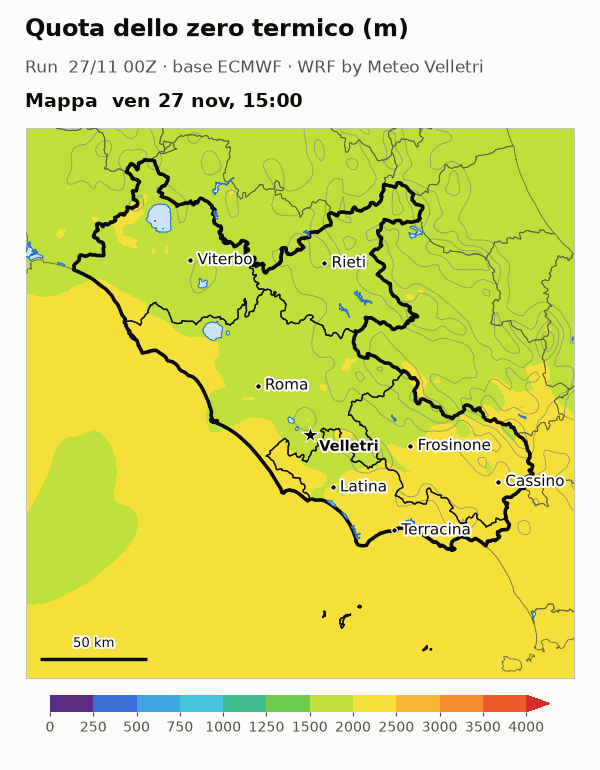 Quota dello zero termico (m)
Run  27/11 00Z · base ECMWF · WRF by Meteo Velletri
Mappa  ven 27 nov, 15:00
Viterbo
Rieti
Roma
Velletri
Frosinone
Cassino
Latina
Terracina
50 km
0 250 500 750 1000 1250 1500 2000 2500 3000 3500 4000